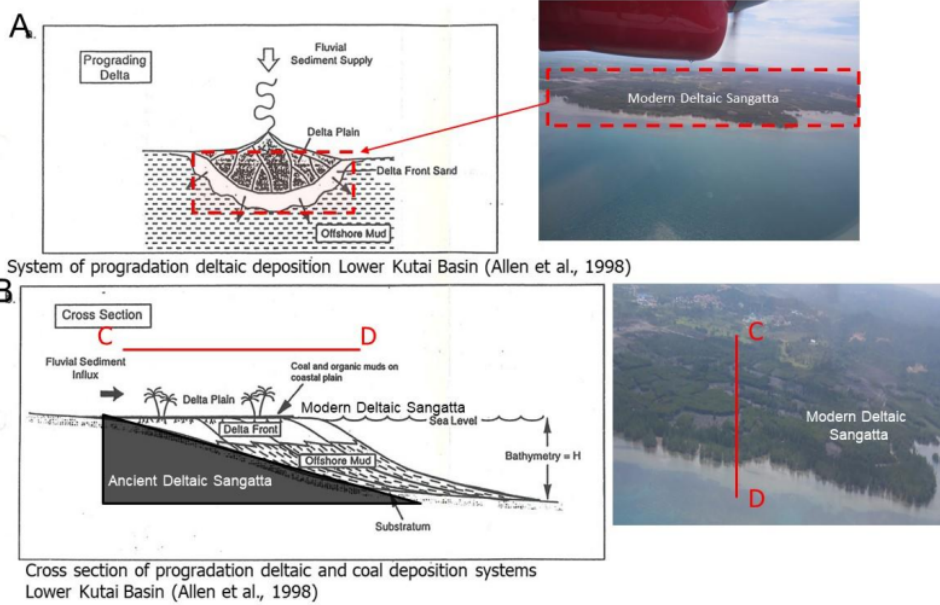 A
a.
Prograding
Delta
Fluvial
Sediment Supply
Delta Plain
Delta Front Sand
Offshore Mud
Modern Deltaic Sangatta
System of progradation deltaic deposition Lower Kutai Basin (Allen et al., 1998)
B
Cross Section
C
D
Fluvial Sediment
Influx
Coal and organic muds on
coastal plain
Delta Plain
Modern Deltaic Sangatta
Sea Level
Delta Front
Offshore Mud
Bathymetry = H
Ancient Deltaic Sangatta
Substratum
C
Modern Deltaic
Sangatta
D
Cross section of progradation deltaic and coal deposition systems
Lower Kutai Basin (Allen et al., 1998)